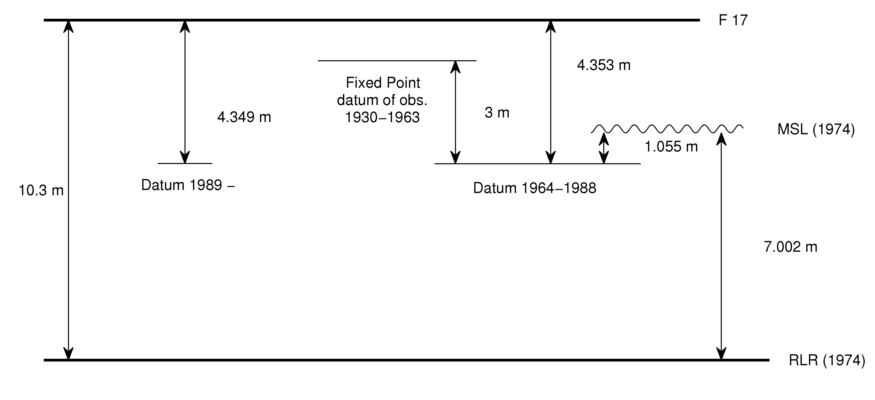 F 17
4.353 m
Fixed Point
datum of obs.
1930−1963
4.349 m
3 m
MSL (1974)
1.055 m
Datum 1989 −
Datum 1964−1988
10.3 m
7.002 m
RLR (1974)